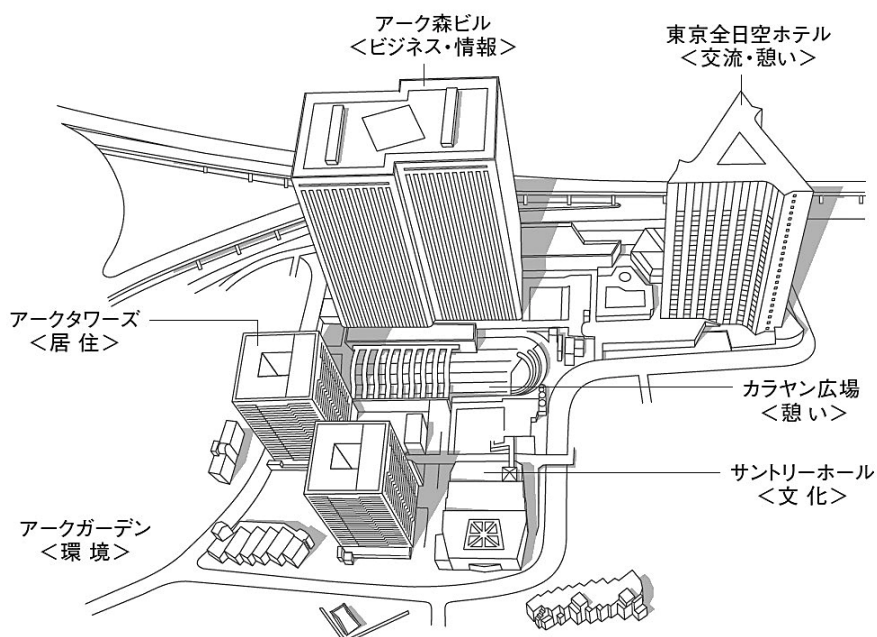 アーク森ビル
＜ビジネス・情報＞
東京全日空ホテル
＜交流・憩い＞
アークタワーズ
＜居 住＞
カラヤン広場
＜憩 い＞
サントリーホール
＜文 化＞
アークガーデン
＜環 境＞